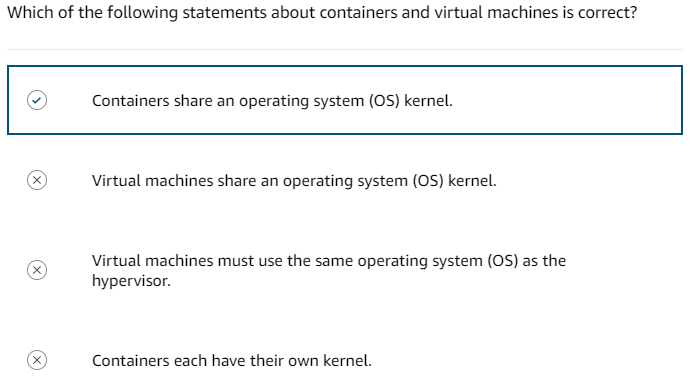 Which of the following statements about containers and virtual machines is correct?
Containers share an operating system (OS) kernel.
Virtual machines share an operating system (OS) kernel.
Virtual machines must use the same operating system (OS) as the
hypervisor.
Containers each have their own kernel.